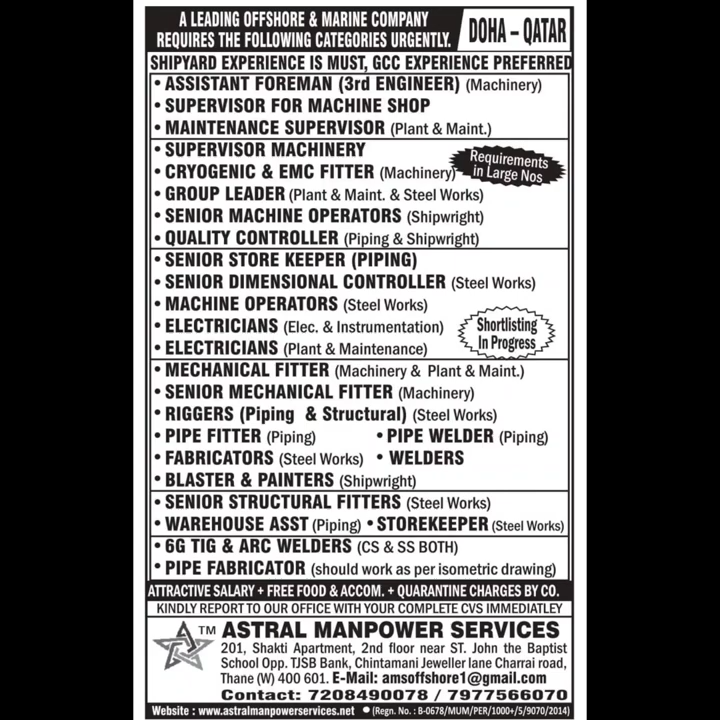 A LEADING OFFSHORE & MARINE COMPANY
REQUIRES THE FOLLOWING CATEGORIES URGENTLY.
DOHA – QATAR
SHIPYARD EXPERIENCE IS MUST, GCC EXPERIENCE PREFERRED
• ASSISTANT FOREMAN (3rd ENGINEER) (Machinery)
• SUPERVISOR FOR MACHINE SHOP
• MAINTENANCE SUPERVISOR (Plant & Maint.)
• SUPERVISOR MACHINERY
• CRYOGENIC & EMC FITTER (Machinery)
Requirements
in Large Nos
• GROUP LEADER (Plant & Maint. & Steel Works)
• SENIOR MACHINE OPERATORS (Shipwright)
• QUALITY CONTROLLER (Piping & Shipwright)
• SENIOR STORE KEEPER (PIPING)
• SENIOR DIMENSIONAL CONTROLLER (Steel Works)
• MACHINE OPERATORS (Steel Works)
• ELECTRICIANS (Elec. & Instrumentation)
• ELECTRICIANS (Plant & Maintenance)
Shortlisting
In Progress
• MECHANICAL FITTER (Machinery & Plant & Maint.)
• SENIOR MECHANICAL FITTER (Machinery)
• RIGGERS (Piping & Structural) (Steel Works)
• PIPE FITTER (Piping) • PIPE WELDER (Piping)
• FABRICATORS (Steel Works) • WELDERS
• BLASTER & PAINTERS (Shipwright)
• SENIOR STRUCTURAL FITTERS (Steel Works)
• WAREHOUSE ASST (Piping) • STOREKEEPER (Steel Works)
• 6G TIG & ARC WELDERS (CS & SS BOTH)
• PIPE FABRICATOR (should work as per isometric drawing)
ATTRACTIVE SALARY + FREE FOOD & ACCOM. + QUARANTINE CHARGES BY CO.
KINDLY REPORT TO OUR OFFICE WITH YOUR COMPLETE CVS IMMEDIATLEY
TM ASTRAL MANPOWER SERVICES
201, Shakti Apartment, 2nd floor near ST. John the Baptist
School Opp. TJSB Bank, Chintamani Jeweller lane Charrai road,
Thane (W) 400 601. E-Mail: amsoffshore1@gmail.com
Contact: 7208490078 / 7977566070
Website : www.astralmanpowerservices.net • (Regn. No. : B-0678/MUM/PER/1000+/5/9070/2014)